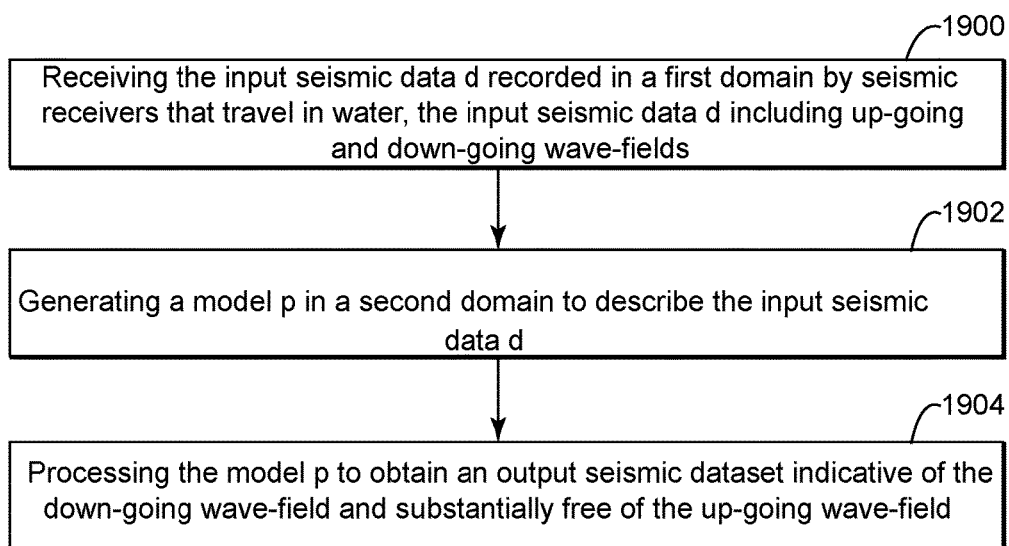 1900
Receiving the input seismic data d recorded in a first domain by seismic
receivers that travel in water, the input seismic data d including up-going
and down-going wave-fields
1902
Generating a model p in a second domain to describe the input seismic
data d
1904
Processing the model p to obtain an output seismic dataset indicative of the
down-going wave-field and substantially free of the up-going wave-field